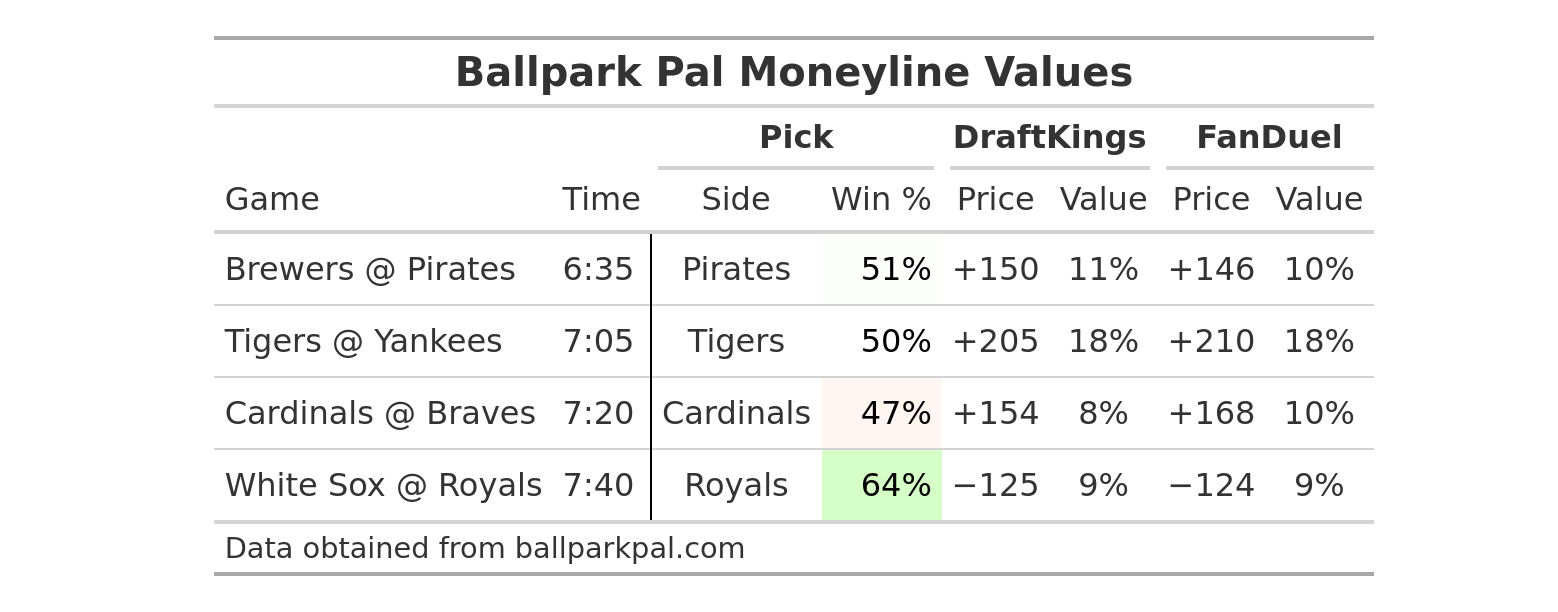 Ballpark Pal Moneyline Values
Pick DraftKings FanDuel
Game Time Side Win % Price Value Price Value
Brewers @ Pirates 6:35 Pirates 51% +150 11% +146 10%
Tigers @ Yankees 7:05 Tigers 50% +205 18% +210 18%
Cardinals @ Braves 7:20 Cardinals 47% +154 8% +168 10%
White Sox @ Royals 7:40 Royals 64% −125 9% −124 9%
Data obtained from ballparkpal.com